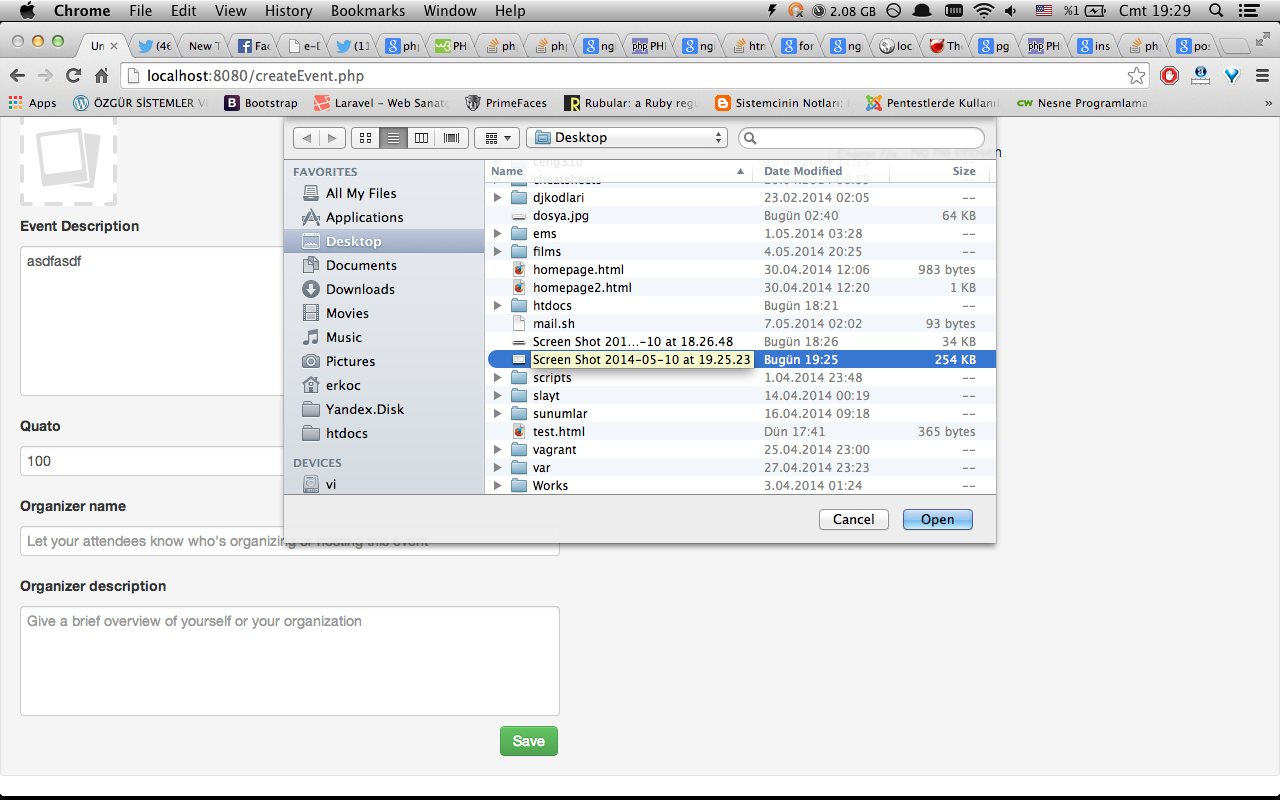 Chrome File Edit View History Bookmarks Window Help 2.08 GB %1 Cmt 19:29
Un (46 New T Fac e-D (1 php PH ph php ng PHI ng htn for ng loc Th pg PHI ins ph po:
localhost:8080/createEvent.php
Apps ÖZGÜR SİSTEMLER V Bootstrap Laravel - Web Sanat PrimeFaces Rubular: a Ruby regu Sistemcinin Notları: Pentestlerde Kullanıl Nesne Programlama »
Desktop
FAVORITES
All My Files
Applications
Desktop
Documents
Downloads
Movies
Music
Pictures
erkoc
Yandex.Disk
htdocs
DEVICES
vi
Name Date Modified Size
ceng310
cheatsheets
djkodlari 23.02.2014 02:05 --
dosya.jpg Bugün 02:40 64 KB
ems 1.05.2014 03:28 --
films 4.05.2014 20:25 --
homepage.html 30.04.2014 12:06 983 bytes
homepage2.html 30.04.2014 12:20 1 KB
htdocs Bugün 18:21 --
mail.sh 7.05.2014 02:02 93 bytes
Screen Shot 201...-10 at 18.26.48 Bugün 18:26 34 KB
Screen Shot 2014-05-10 at 19.25.23 Bugün 19:25 254 KB
scripts 1.04.2014 23:48 --
slayt 14.04.2014 00:19 --
sunumlar 16.04.2014 09:18 --
test.html Dün 17:41 365 bytes
vagrant 25.04.2014 23:00 --
var 27.04.2014 23:23 --
Works 3.04.2014 01:24 --
Cancel Open
Event Description
asdfasdf
Quato
100
Organizer name
Let your attendees know who's organizing or hosting this event
Organizer description
Give a brief overview of yourself or your organization
Save